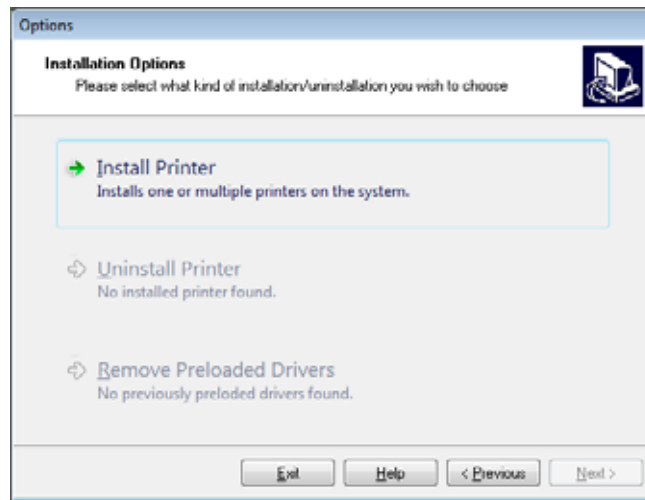 Options
Installation Options
Please select what kind of installation/uninstallation you wish to choose
Install Printer
Installs one or multiple printers on the system.
Uninstall Printer
No installed printer found.
Remove Preloaded Drivers
No previously preloded drivers found.
Exit Help < Previous Next >